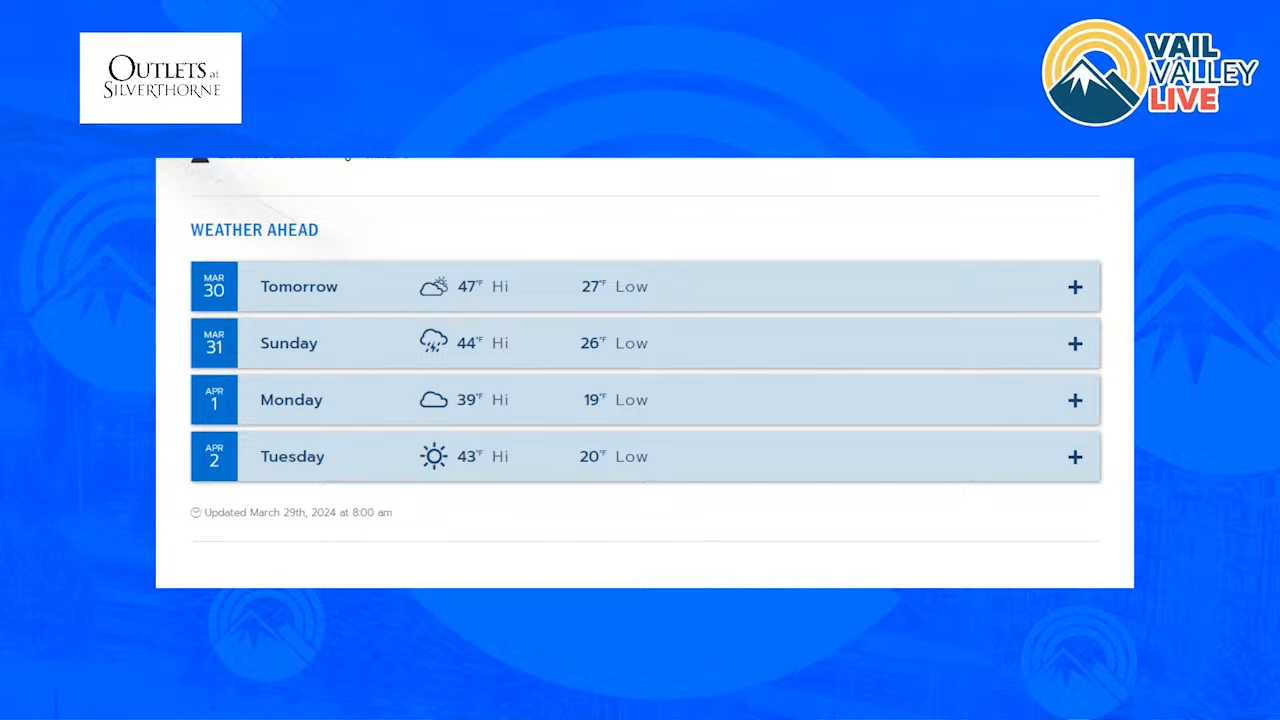 OUTLETS at
SILVERTHORNE
VAIL
VALLEY
LIVE
WEATHER AHEAD
MAR
30
Tomorrow
47°F Hi
27°F Low
+
MAR
31
Sunday
44°F Hi
26°F Low
+
APR
1
Monday
39°F Hi
19°F Low
+
APR
2
Tuesday
43°F Hi
20°F Low
+
Updated March 29th, 2024 at 8:00 am